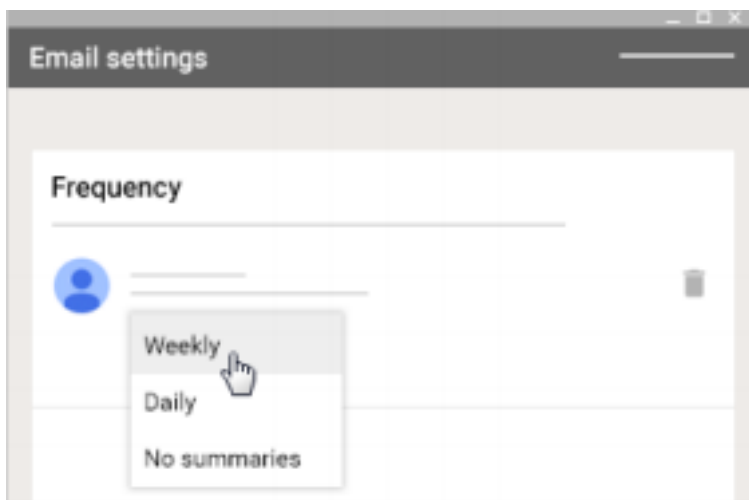 Email settings
Frequency
Weekly
Daily
No summaries